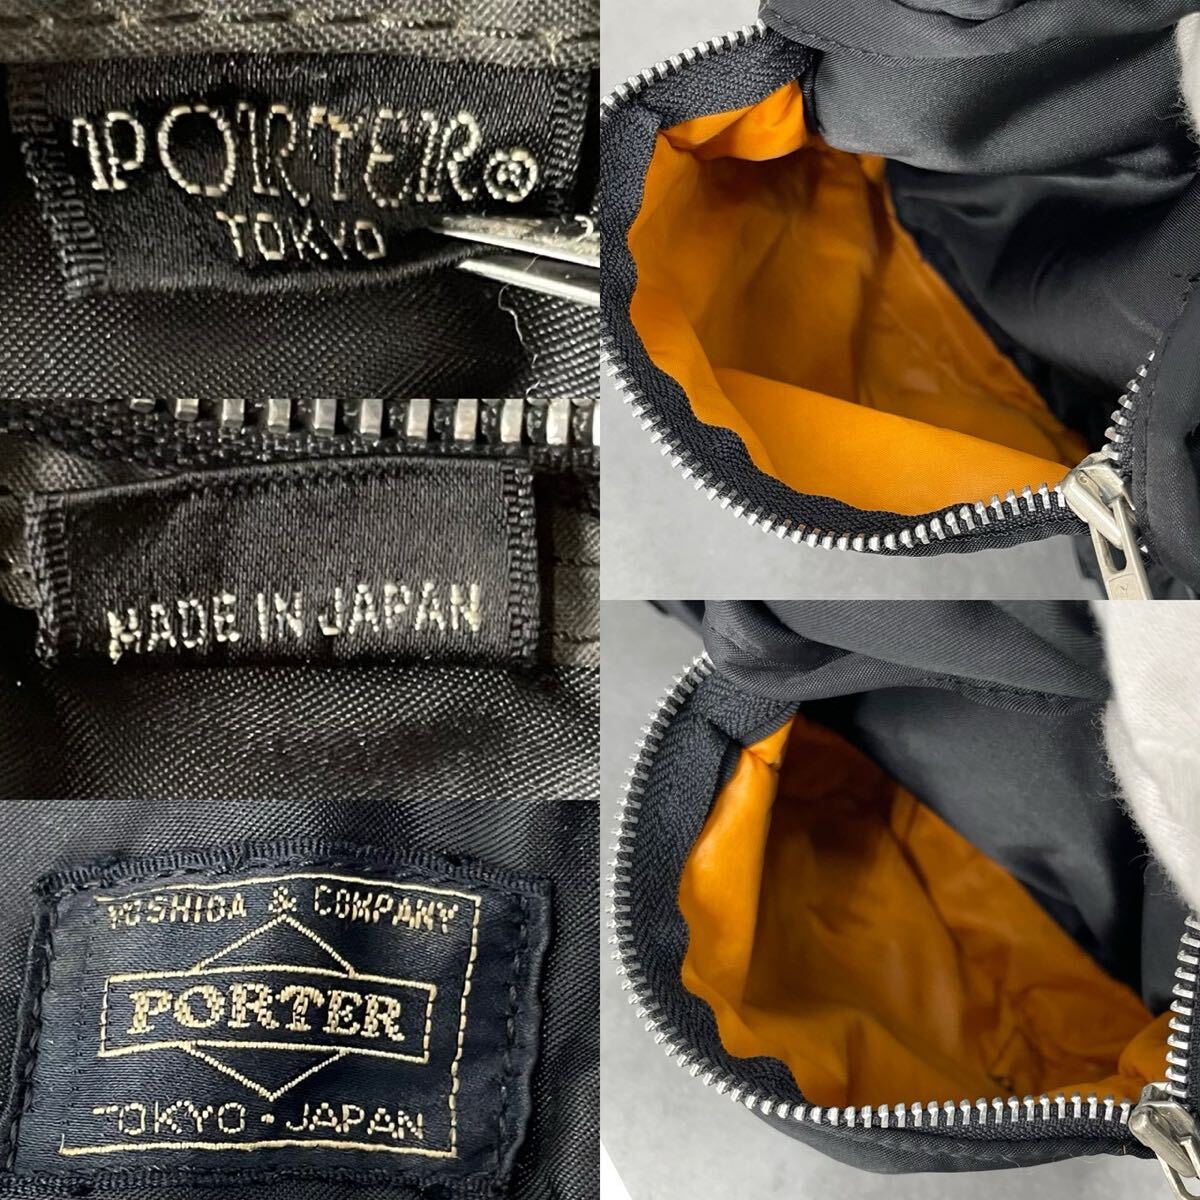 PORTER®
TOKYO
MADE IN JAPAN
YOSHIDA & COMPANY
PORTER
TOKYO · JAPAN